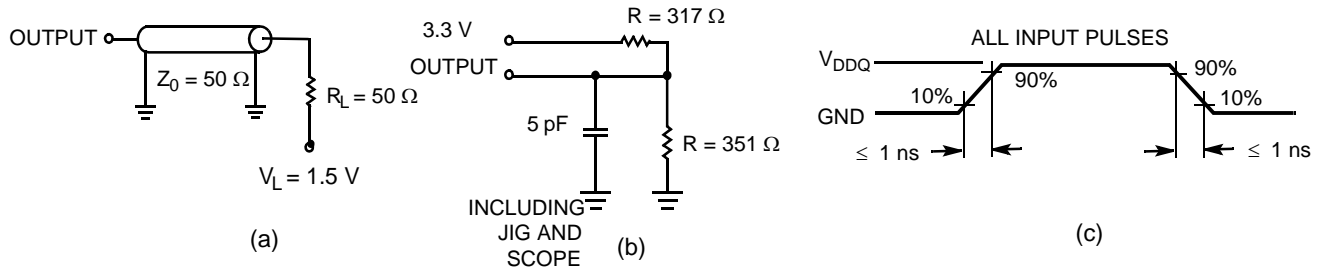 OUTPUT
Z0 = 50 Ω
RL = 50 Ω
VL = 1.5 V
(a)
R = 317 Ω
3.3 V
OUTPUT
5 pF
R = 351 Ω
INCLUDING
JIG AND
SCOPE
(b)
ALL INPUT PULSES
VDDQ
90%
90%
10%
10%
GND
≤ 1 ns
≤ 1 ns
(c)